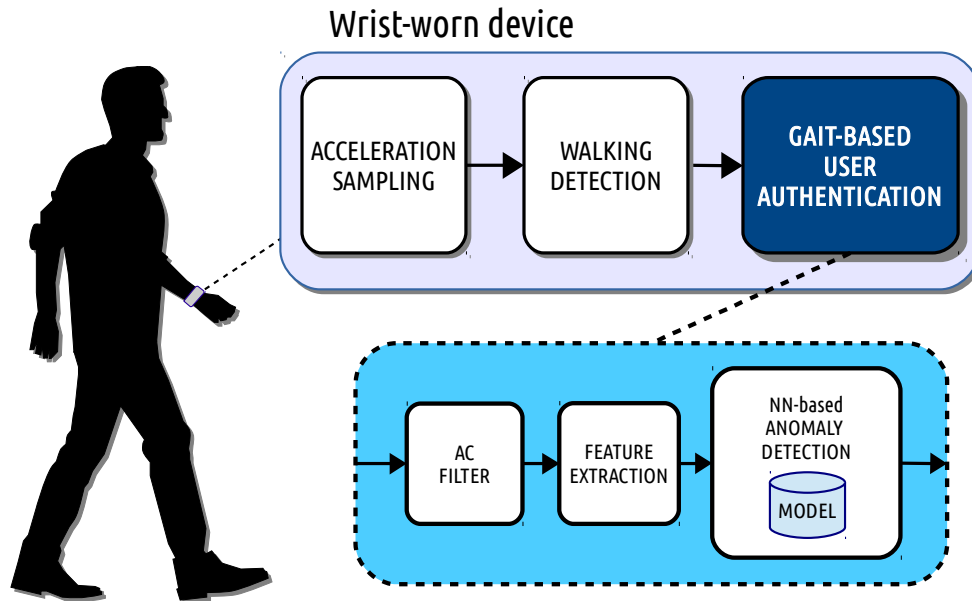 Wrist-worn device
ACCELERATION
SAMPLING
WALKING
DETECTION
GAIT-BASED
USER
AUTHENTICATION
AC
FILTER
FEATURE
EXTRACTION
NN-based
ANOMALY
DETECTION
MODEL